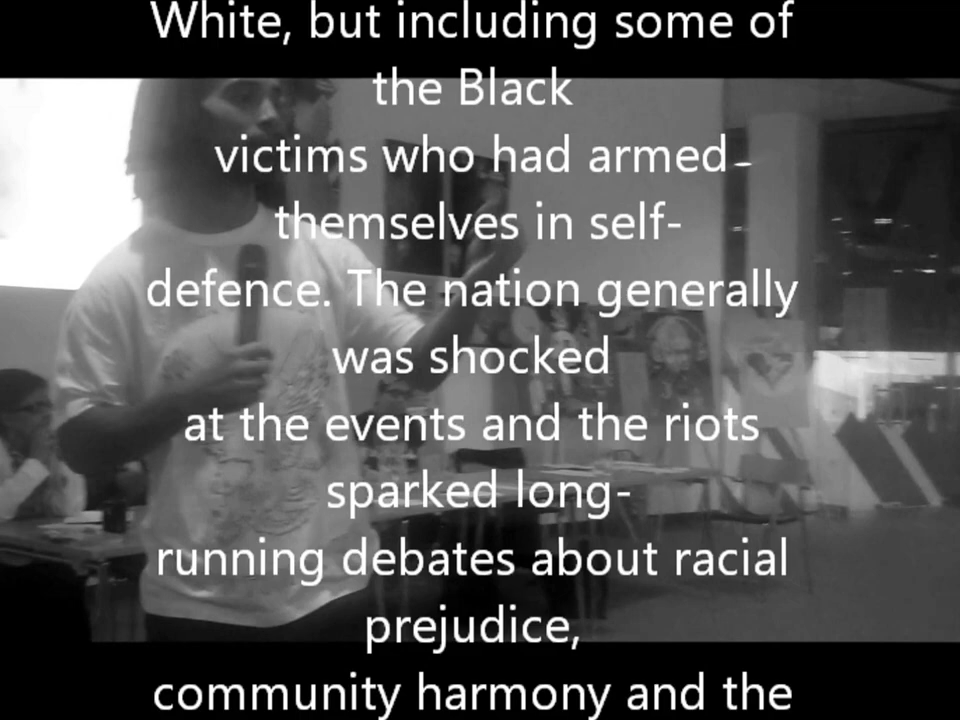 White, but including some of
the Black
victims who had armed
themselves in self-
defence. The nation generally
was shocked
at the events and the riots
sparked long-
running debates about racial
prejudice,
community harmony and the